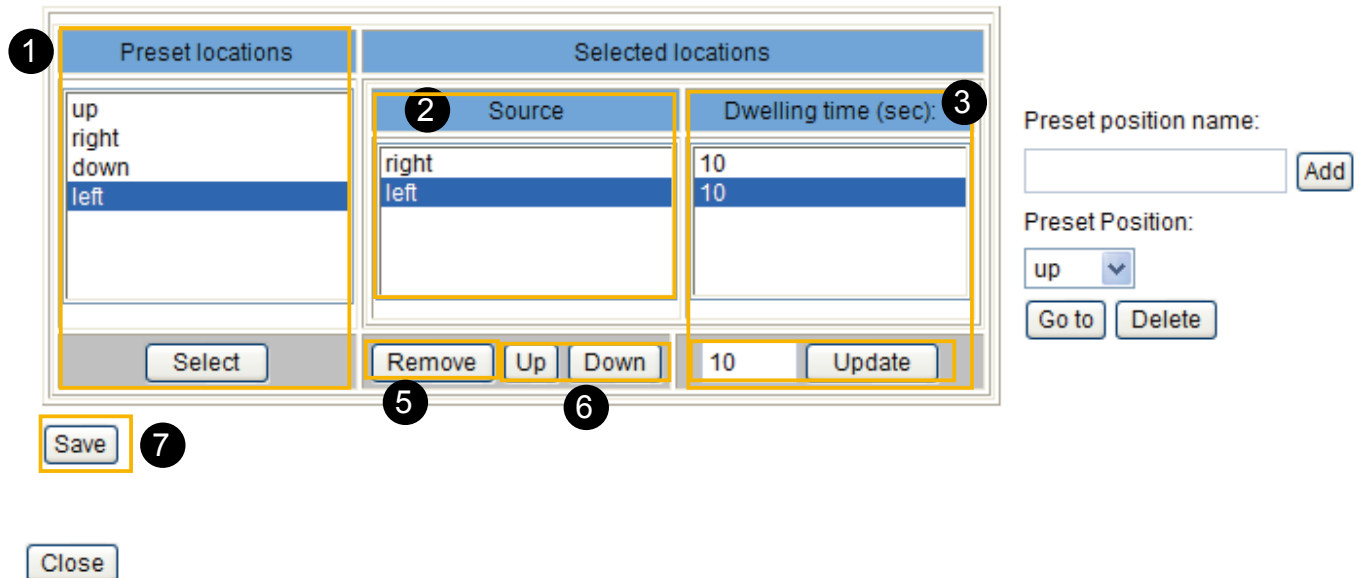 1
Preset locations
Selected locations
up
right
down
left
2
Source
right
left
Dwelling time (sec):
3
10
10
Select
Remove
Up
Down
10
Update
5
6
Save
7
Close
Preset position name:
Add
Preset Position:
up
Go to
Delete